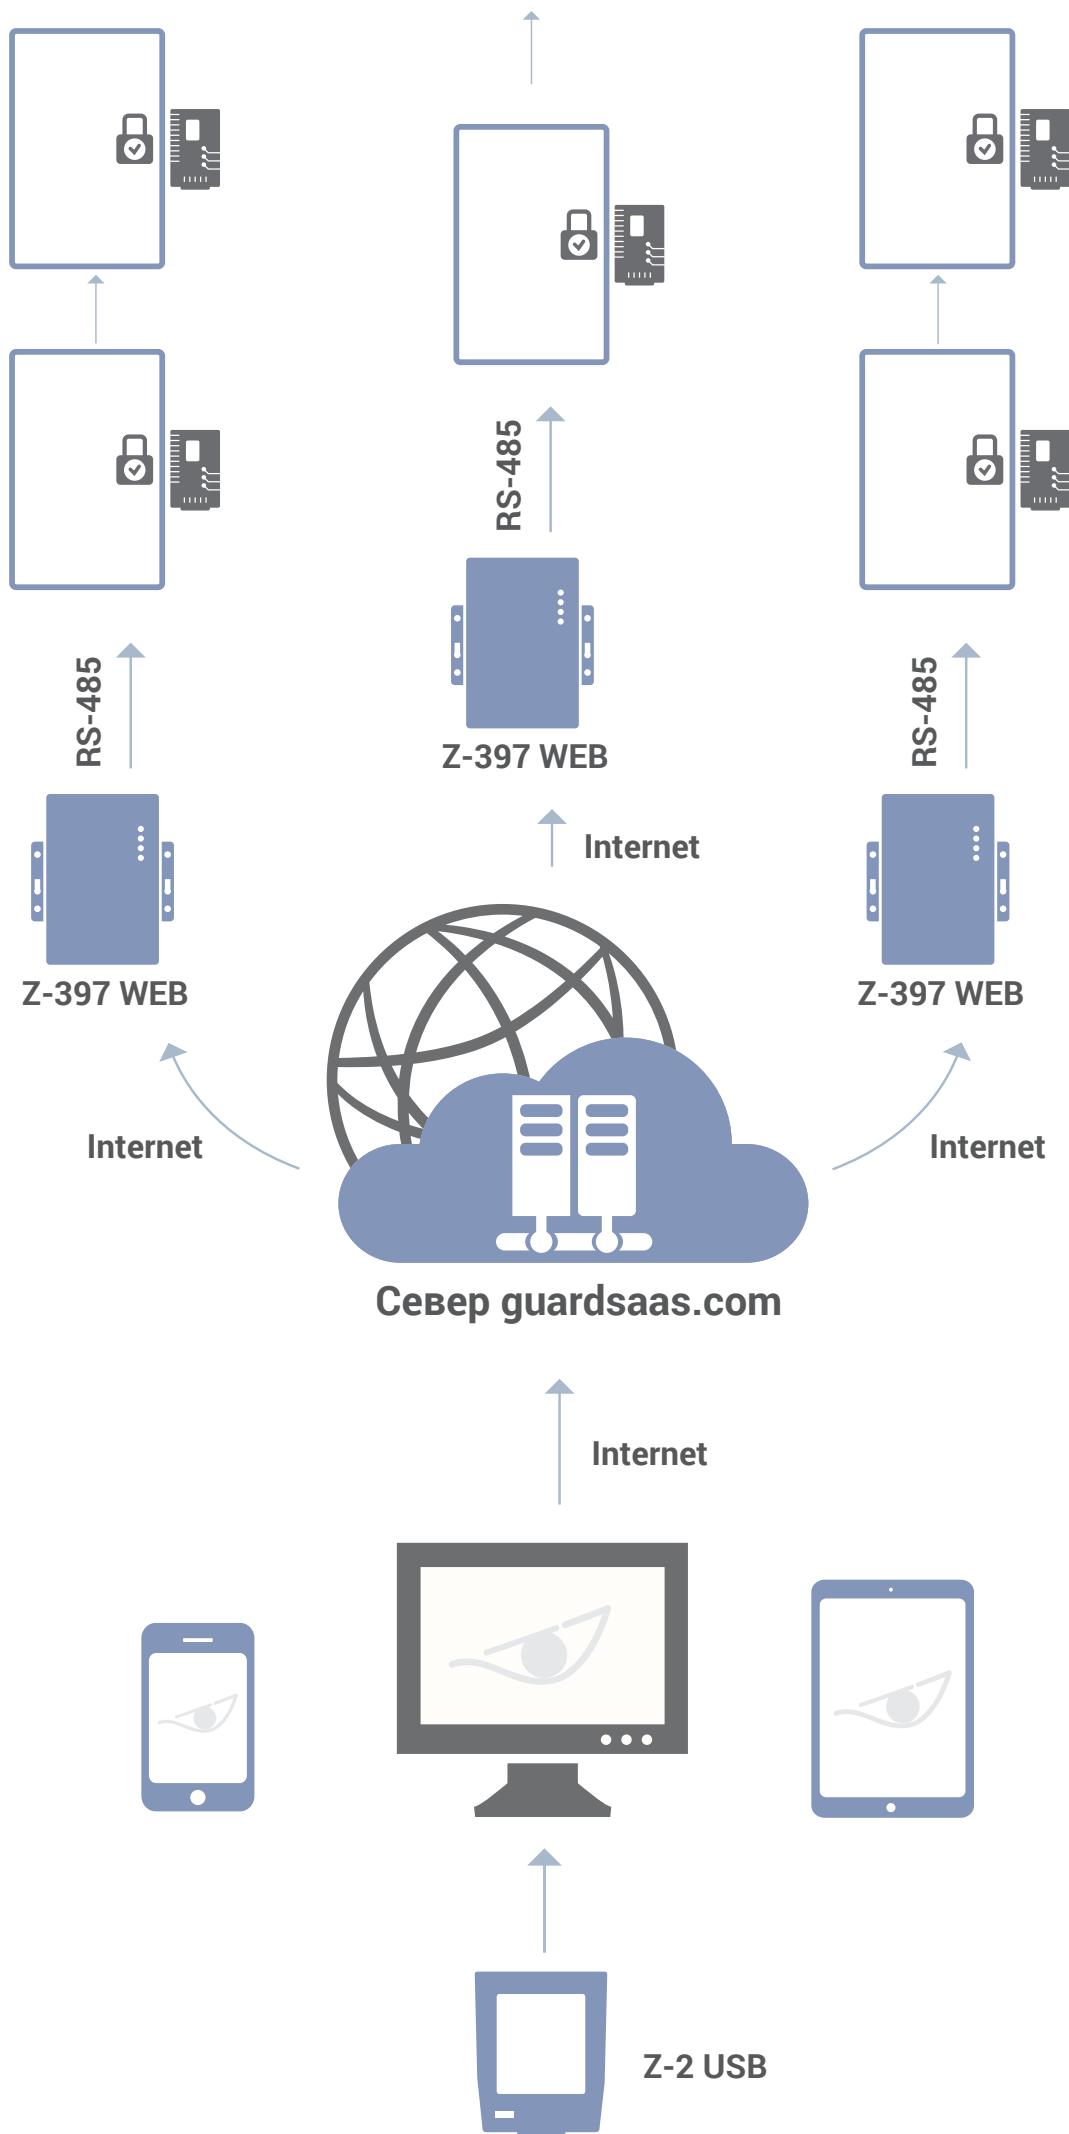 RS-485
RS-485
RS-485
Z-397 WEB
Internet
Z-397 WEB
Z-397 WEB
Internet
Internet
Север guardsaas.com
Internet
Z-2 USB